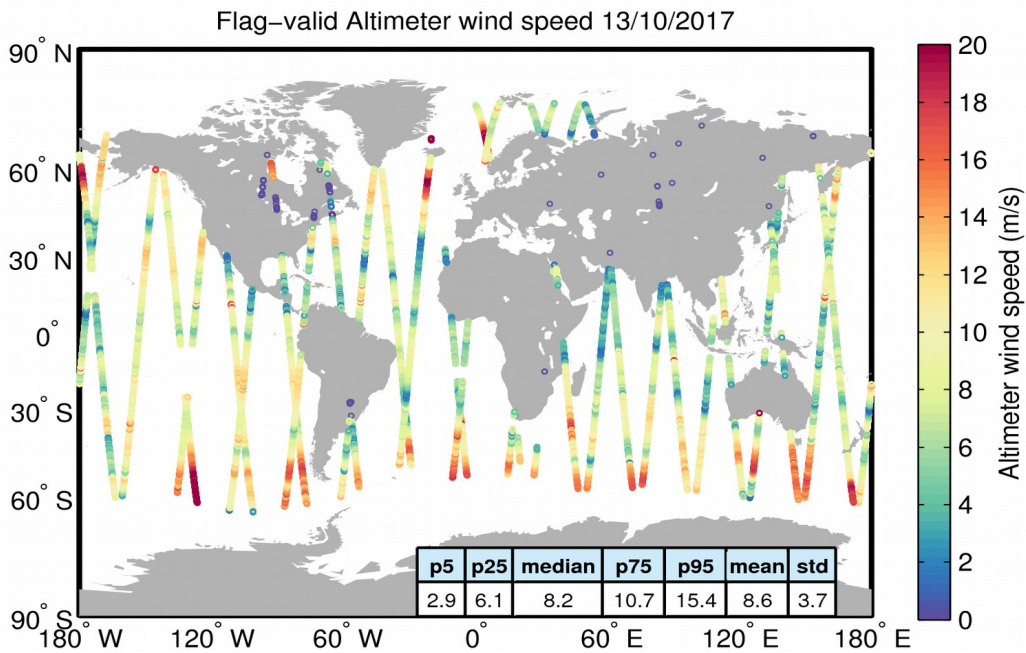 Flag−valid Altimeter wind speed 13/10/2017
90° N
60° N
30° N
0°
30° S
60° S
90° S
180° W
120° W
60° W
0°
60° E
120° E
180° E
p5 p25 median p75 p95 mean std
2.9 6.1 8.2 10.7 15.4 8.6 3.7
20
18
16
14
12
10
8
6
4
2
0
Altimeter wind speed (m/s)